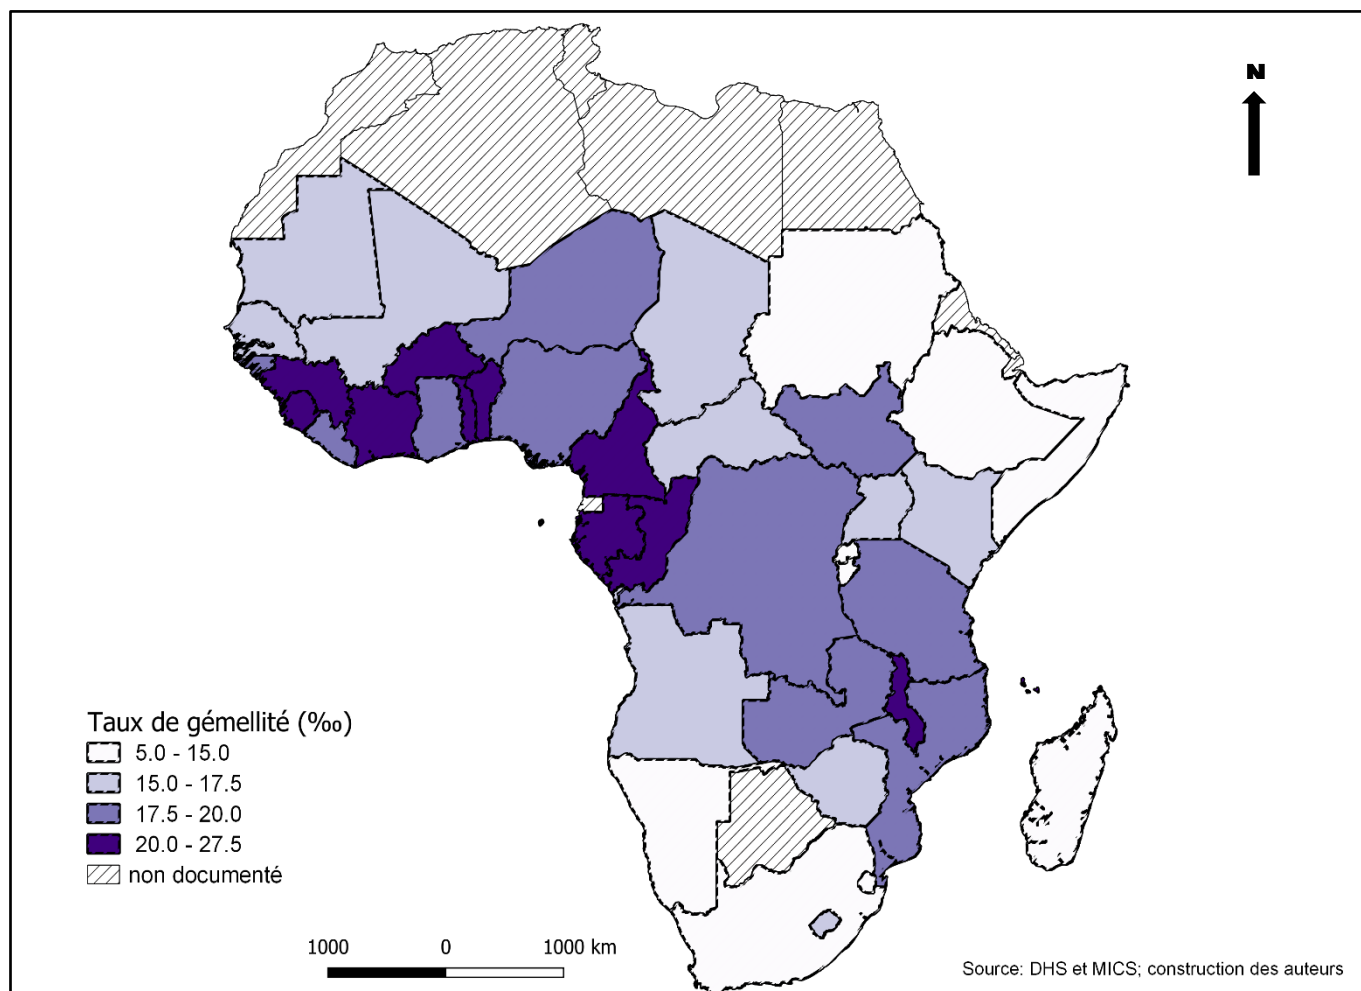 N
Taux de gémellité (‰)
5.0 - 15.0
15.0 - 17.5
17.5 - 20.0
20.0 - 27.5
non documenté
1000 0 1000 km
Source: DHS et MICS; construction des auteurs